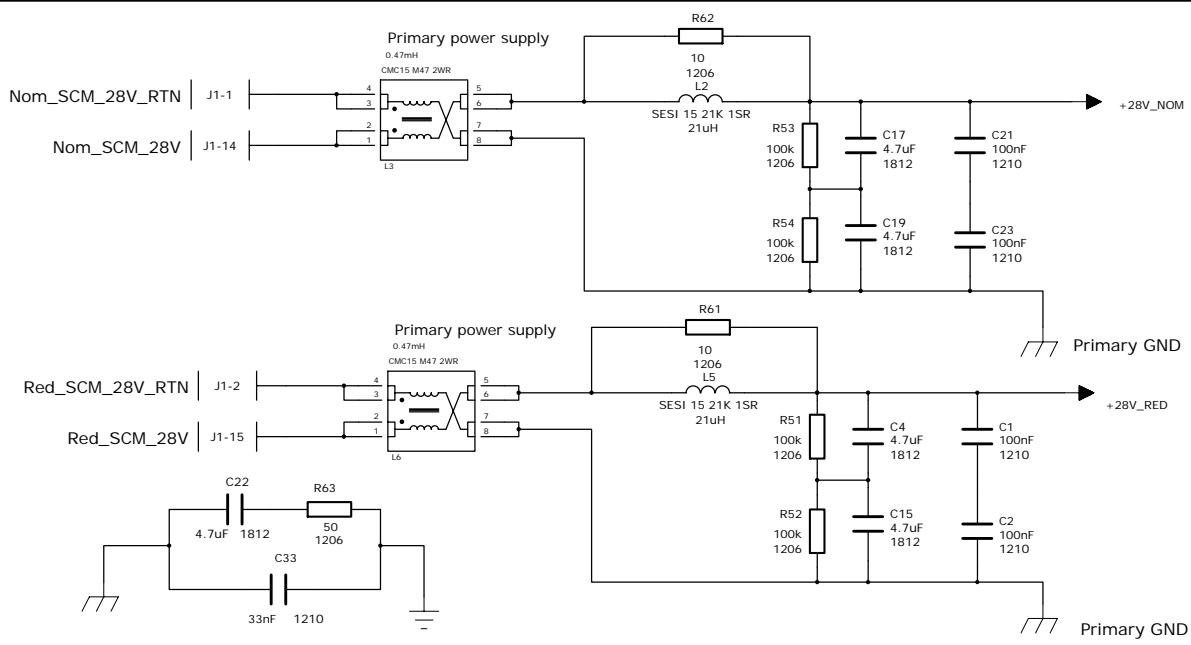 R62
Primary power supply
0.47mH
CMC15 M47 2WR
10
1206
L2
SESI 15 21K 1SR
21uH
Nom_SCM_28V_RTN
J1-1
4
3
5
6
+28V_NOM
Nom_SCM_28V
J1-14
2
1
7
8
L3
R53
100k
1206
C17
4.7uF
1812
C21
100nF
1210
R54
100k
1206
C19
4.7uF
1812
C23
100nF
1210
Primary GND
R61
Primary power supply
0.47mH
CMC15 M47 2WR
10
1206
L5
SESI 15 21K 1SR
21uH
Red_SCM_28V_RTN
J1-2
4
3
5
6
+28V_RED
Red_SCM_28V
J1-15
2
1
7
8
L6
R51
100k
1206
C4
4.7uF
1812
C1
100nF
1210
R52
100k
1206
C15
4.7uF
1812
C2
100nF
1210
Primary GND
C22
4.7uF 1812
R63
50
1206
C33
33nF 1210